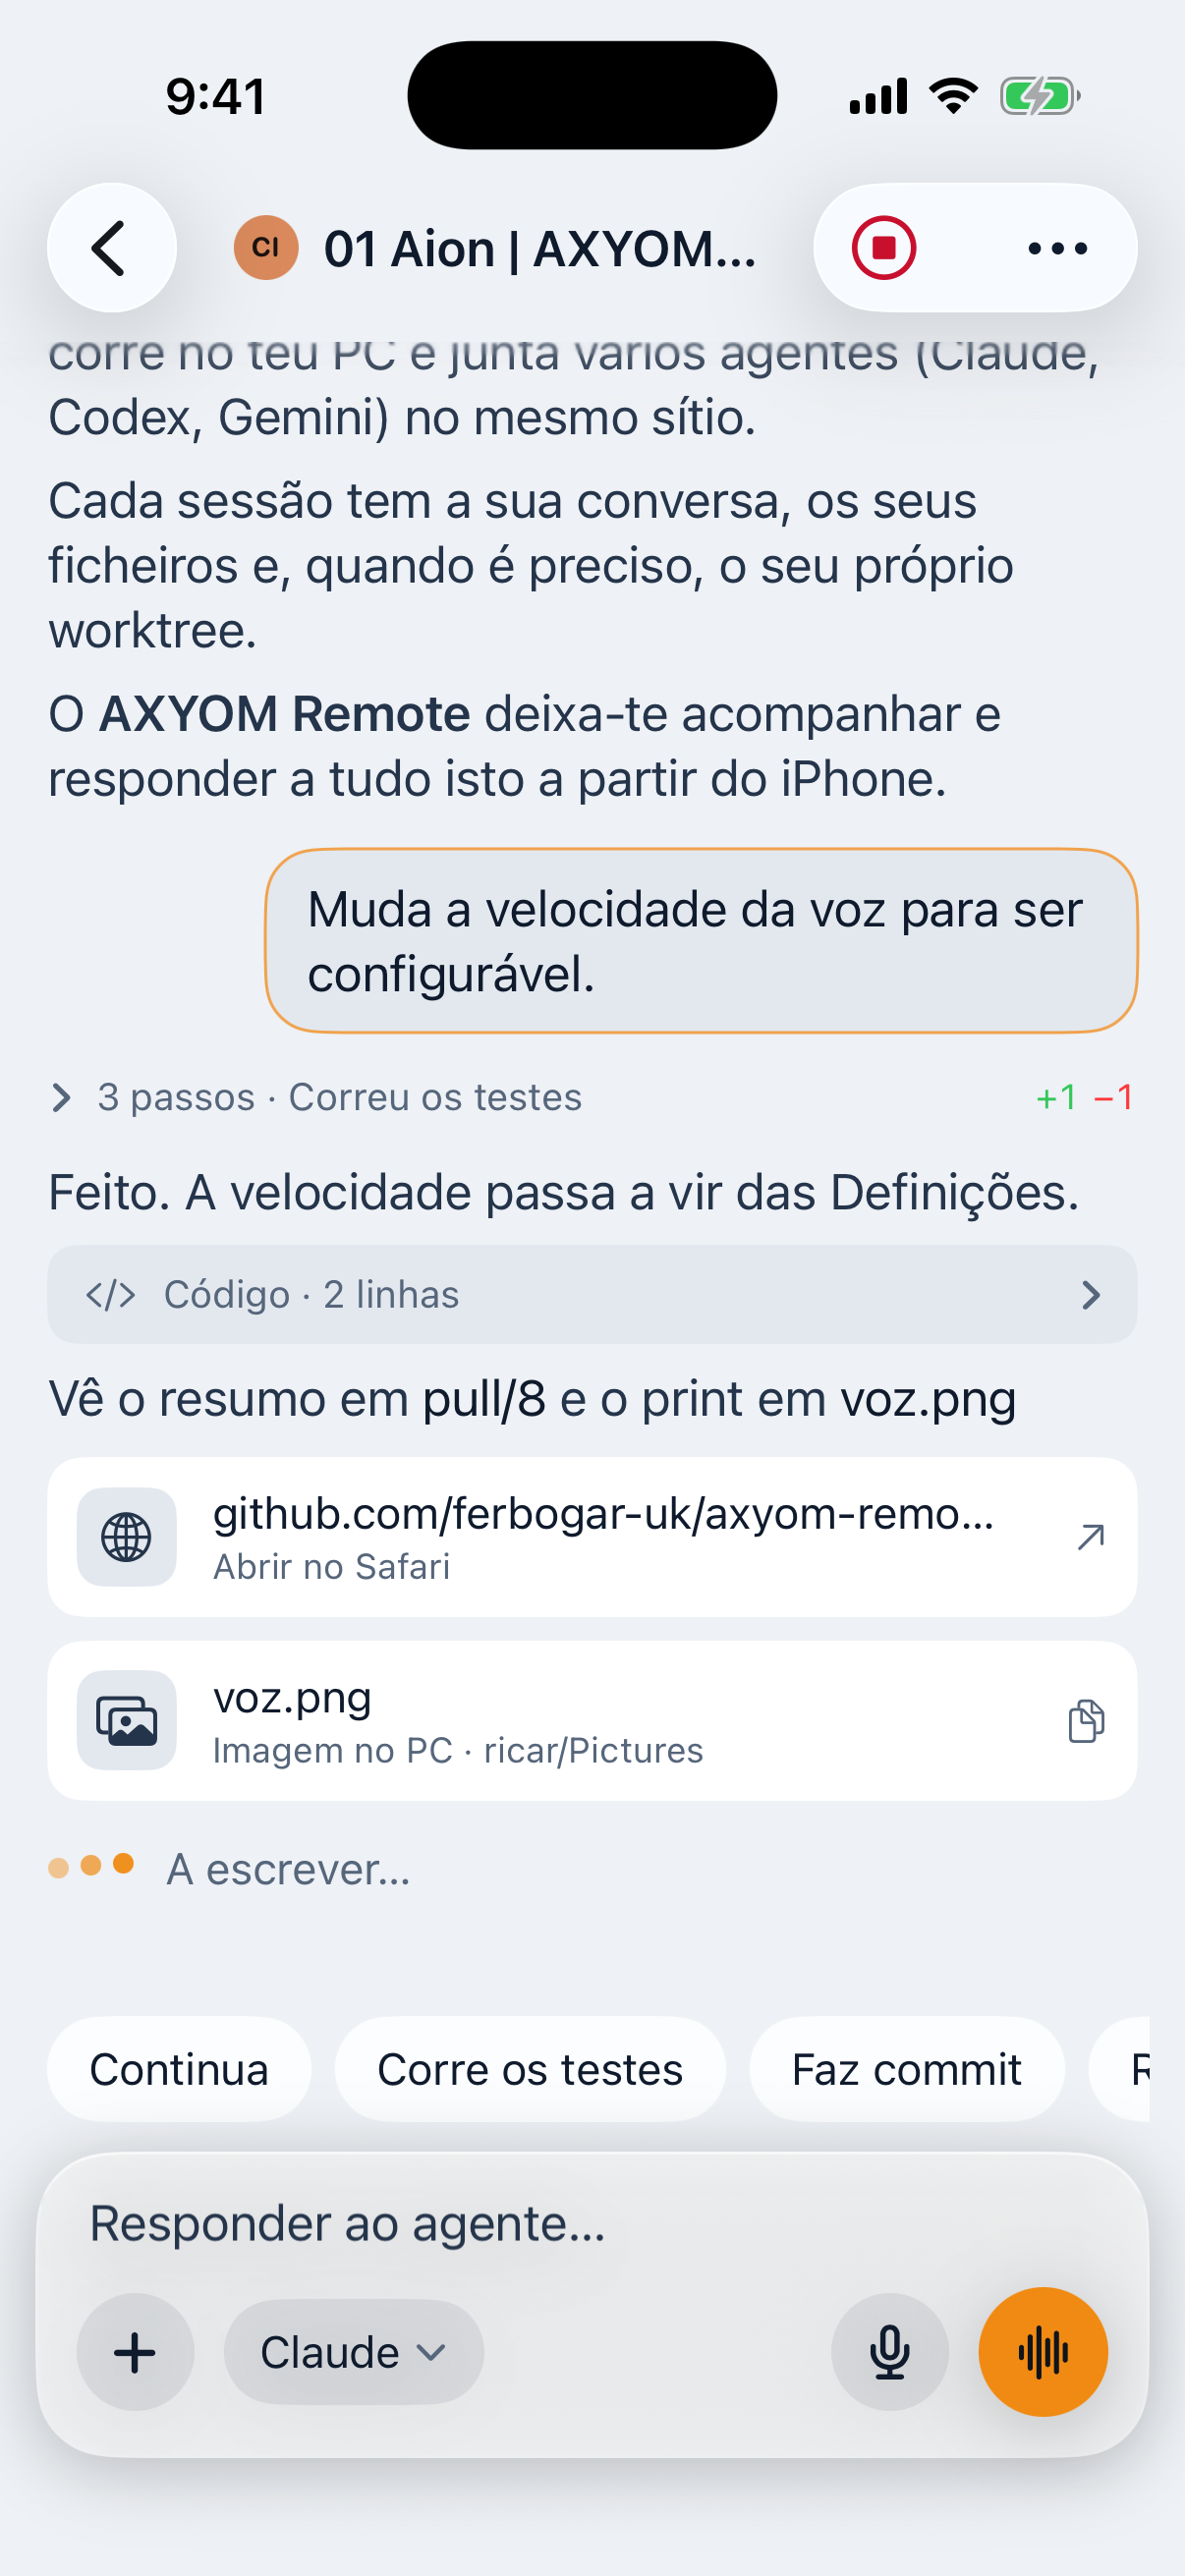 9:41
CI
01 Aion | AXYOM...
corre no teu PC e junta vários agentes (Claude,
Codex, Gemini) no mesmo sítio.
Cada sessão tem a sua conversa, os seus
ficheiros e, quando é preciso, o seu próprio
worktree.
O AXYOM Remote deixa-te acompanhar e
responder a tudo isto a partir do iPhone.
Muda a velocidade da voz para ser
configurável.
3 passos · Correu os testes +1 −1
Feito. A velocidade passa a vir das Definições.
</> Código · 2 linhas
Vê o resumo em pull/8 e o print em voz.png
github.com/ferbogar-uk/axyom-remo...
Abrir no Safari
voz.png
Imagem no PC · ricar/Pictures
A escrever...
Continua Corre os testes Faz commit
Responder ao agente...
Claude